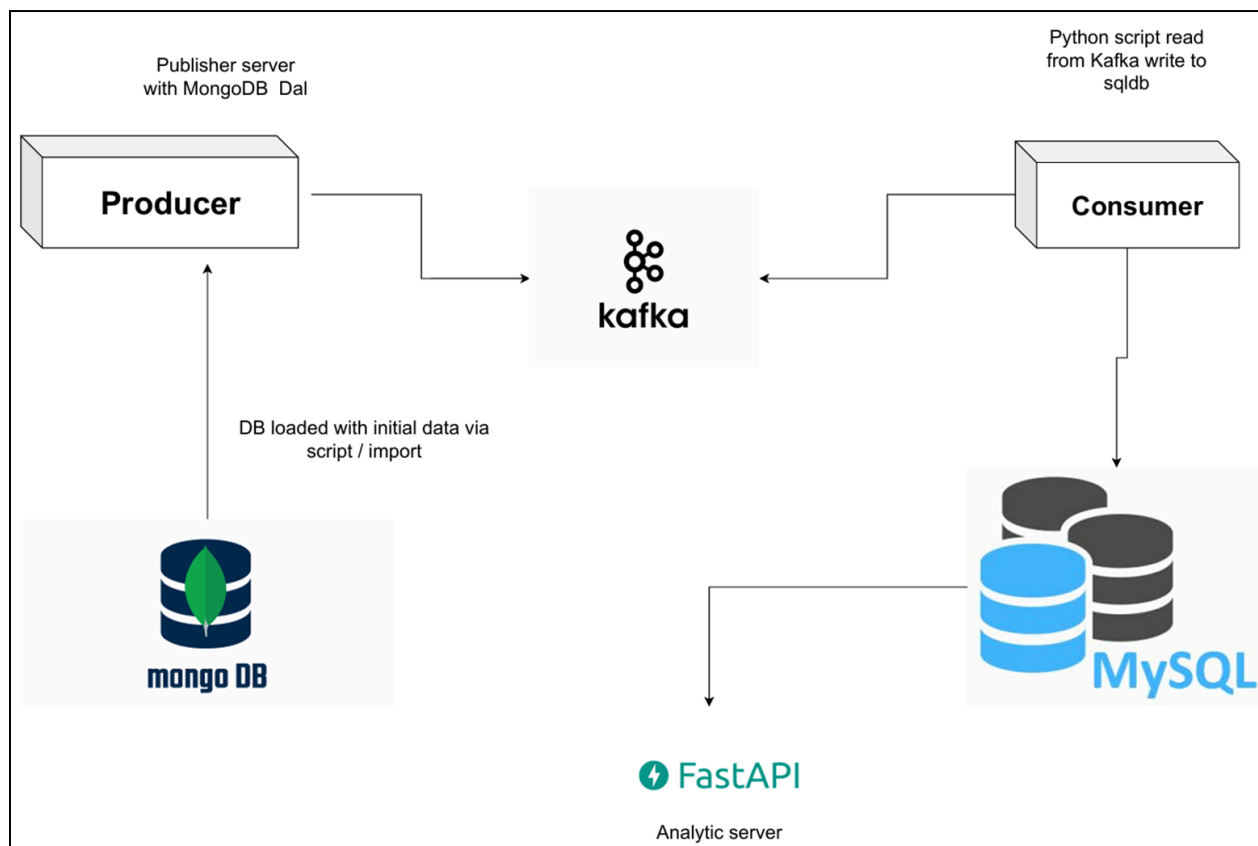 Publisher server
with MongoDB Dal
Python script read
from Kafka write to
sqldb
Producer
Consumer
kafka
DB loaded with initial data via
script / import
mongo DB
MySQL
FastAPI
Analytic server